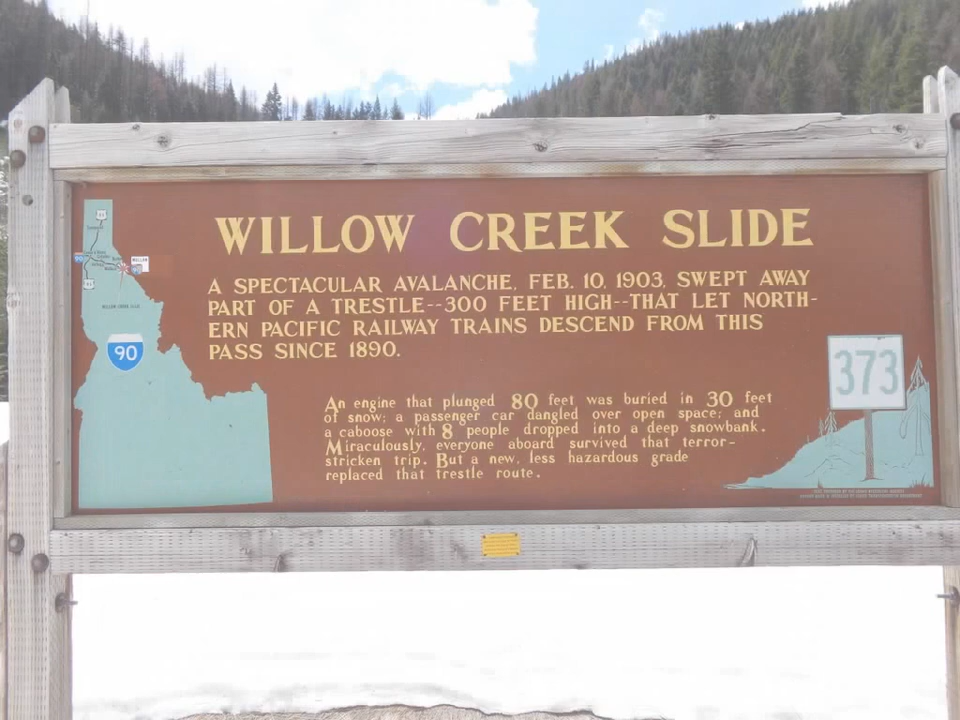 WILLOW CREEK SLIDE
A SPECTACULAR AVALANCHE, FEB. 10, 1903, SWEPT AWAY
PART OF A TRESTLE--300 FEET HIGH--THAT LET NORTH-
ERN PACIFIC RAILWAY TRAINS DESCEND FROM THIS
PASS SINCE 1890.
An engine that plunged 80 feet was buried in 30 feet
of snow; a passenger car dangled over open space; and
a caboose with 8 people dropped into a deep snowbank.
Miraculously, everyone aboard survived that terror-
stricken trip. But a new, less hazardous grade
replaced that trestle route.
WILLOW CREEK SLIDE
90
373